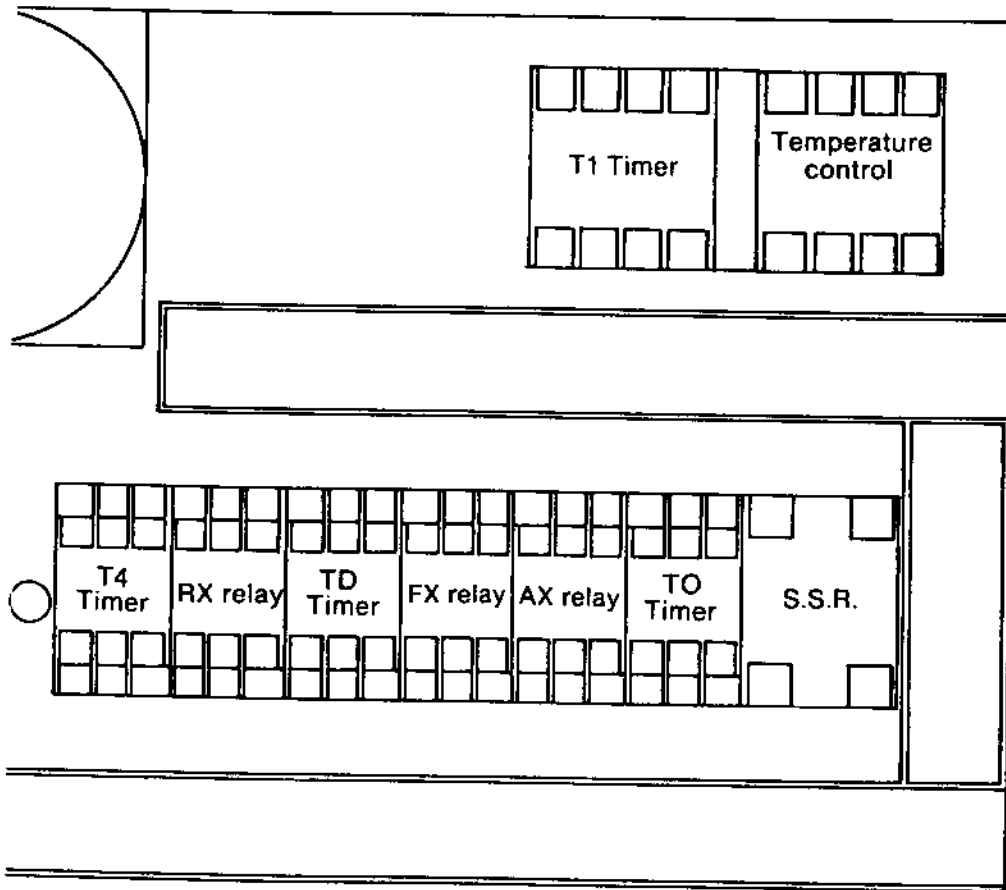 T1 Timer
Temperature
control
T4
Timer
RX relay
TD
Timer
FX relay
AX relay
TO
Timer
S.S.R.